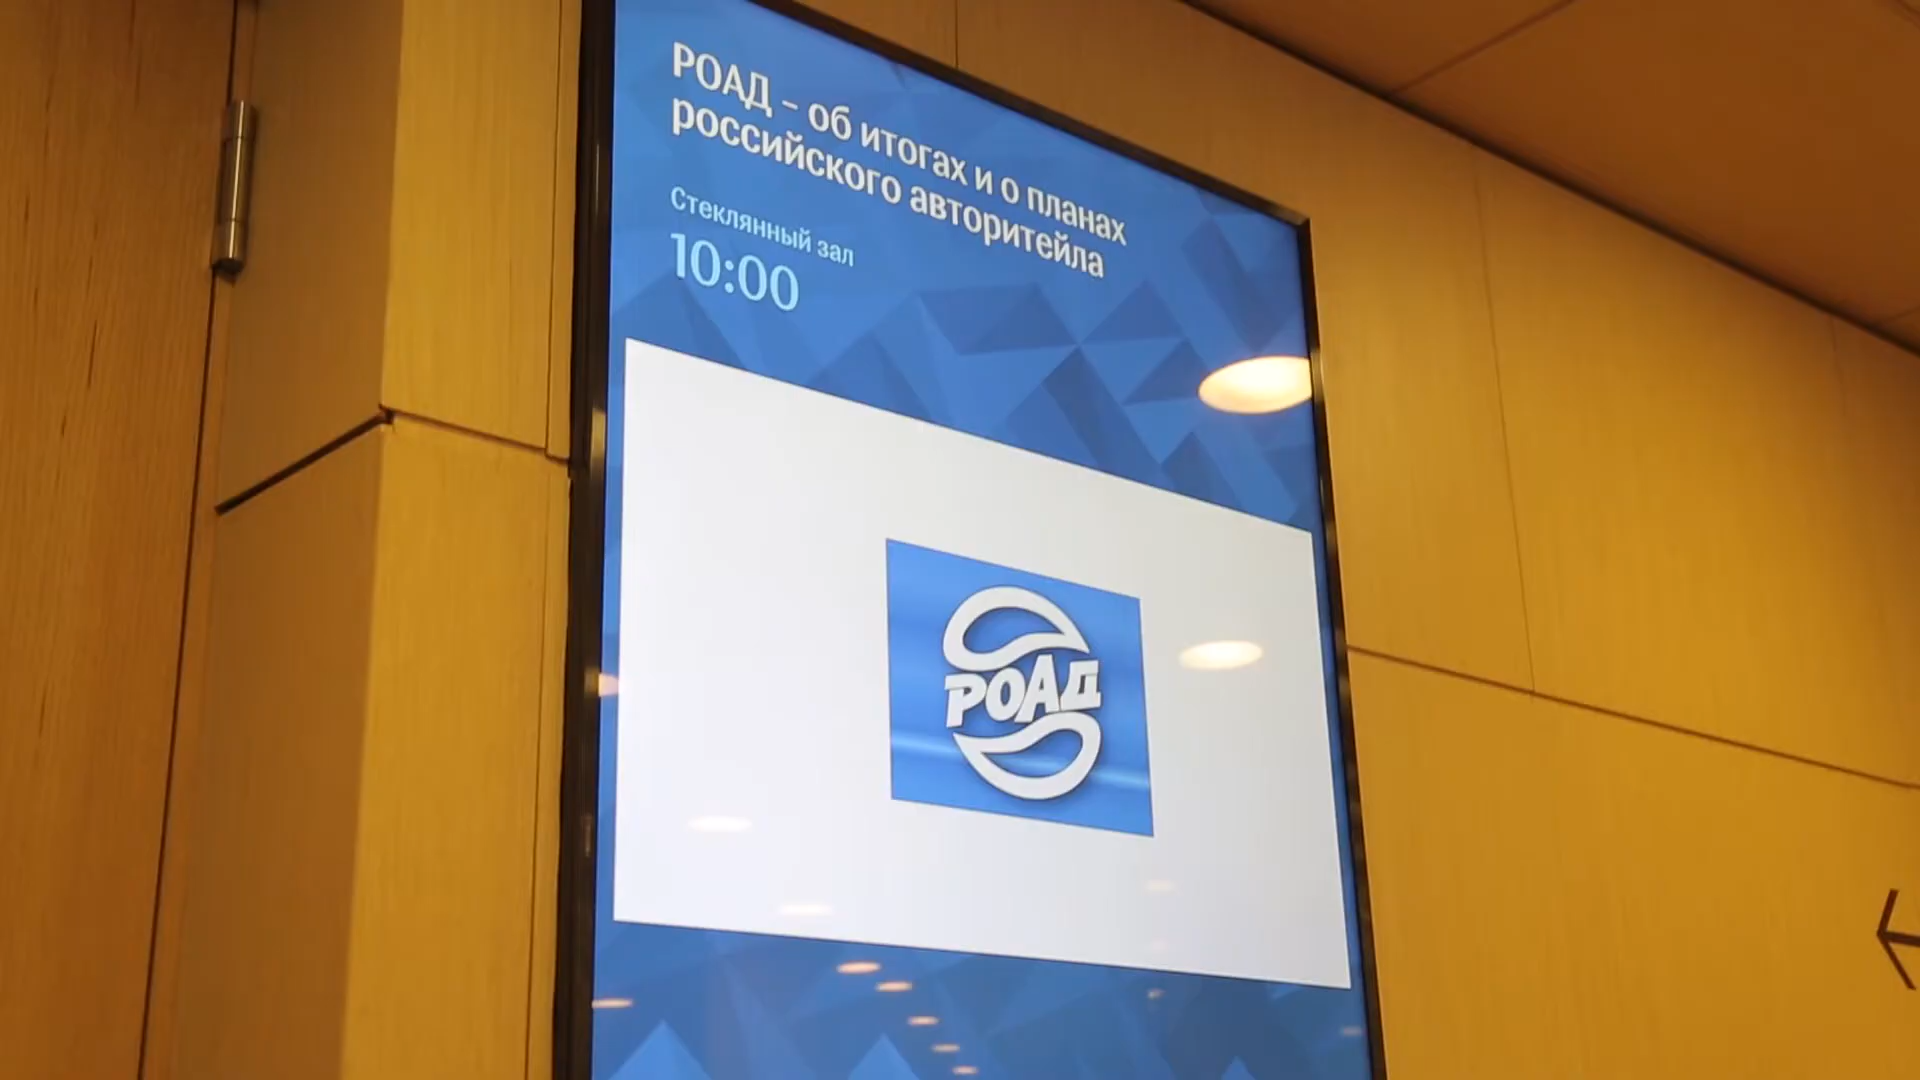 РОАД – об итогах и о планах
российского авторитейла
Стеклянный зал
10:00
РОАД